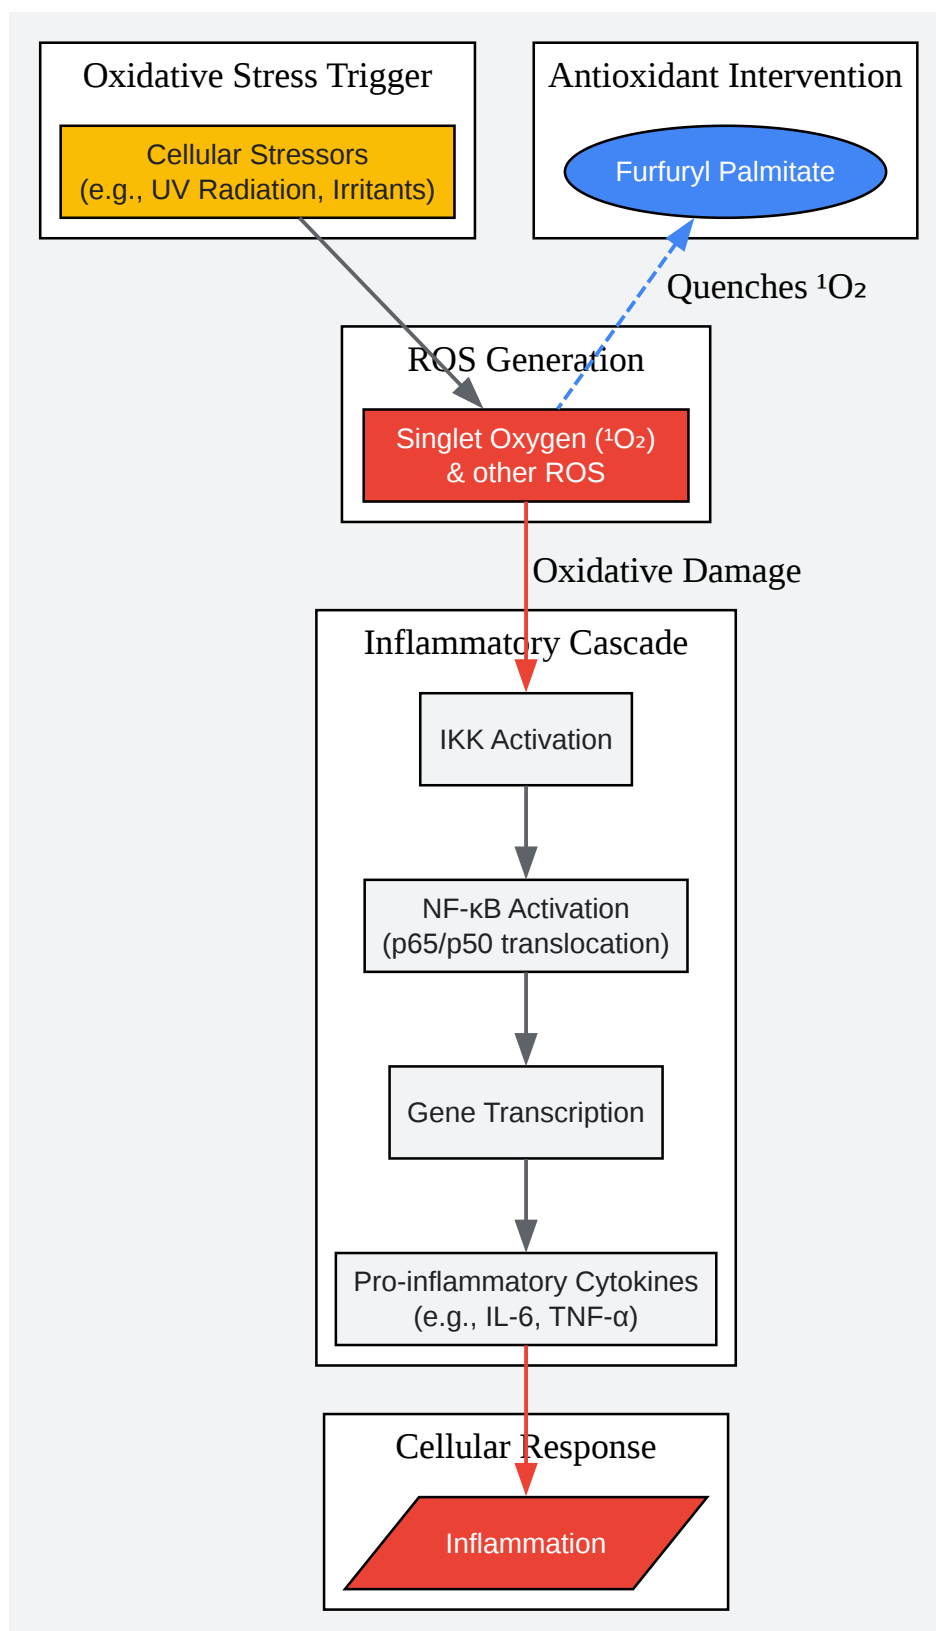 Oxidative Stress Trigger
Cellular Stressors
(e.g., UV Radiation, Irritants)
Antioxidant Intervention
Furfuryl Palmitate
Quenches ¹O₂
ROS Generation
Singlet Oxygen (¹O₂)
& other ROS
Oxidative Damage
Inflammatory Cascade
IKK Activation
NF-κB Activation
(p65/p50 translocation)
Gene Transcription
Pro-inflammatory Cytokines
(e.g., IL-6, TNF-α)
Cellular Response
Inflammation